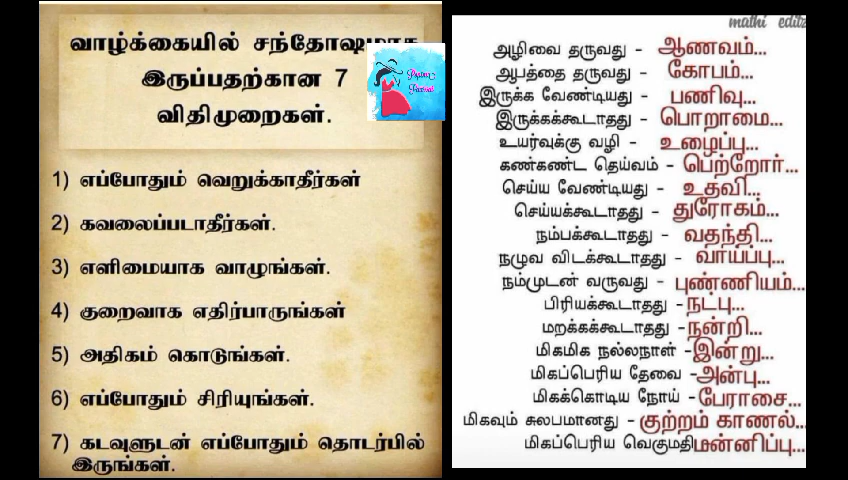 வாழ்க்கையில் சந்தோஷமாக
இருப்பதற்கான 7
விதிமுறைகள்.
1) எப்போதும் வெறுக்காதீர்கள்
2) கவலைப்படாதீர்கள்.
3) எளிமையாக வாழுங்கள்.
4) குறைவாக எதிர்பாருங்கள்
5) அதிகம் கொடுங்கள்.
6) எப்போதும் சிரியுங்கள்.
7) கடவுளுடன் எப்போதும் தொடர்பில்
இருங்கள்.
mathi editz
அழிவை தருவது - ஆணவம்...
ஆபத்தை தருவது - கோபம்...
இருக்க வேண்டியது - பணிவு...
இருக்கக்கூடாதது - பொறாமை...
உயர்வுக்கு வழி - உழைப்பு...
கண்கண்ட தெய்வம் - பெற்றோர்...
செய்ய வேண்டியது - உதவி...
செய்யக்கூடாதது - துரோகம்...
நம்பக்கூடாதது - வதந்தி...
நழுவ விடக்கூடாதது - வாய்ப்பு...
நம்முடன் வருவது - புண்ணியம்...
பிரியக்கூடாதது - நட்பு...
மறக்கக்கூடாதது - நன்றி...
மிகமிக நல்லநாள் - இன்று...
மிகப்பெரிய தேவை - அன்பு...
மிகக்கொடிய நோய் - பேராசை...
மிகவும் சுலபமானது - குற்றம் காணல்...
மிகப்பெரிய வெகுமதி மன்னிப்பு...